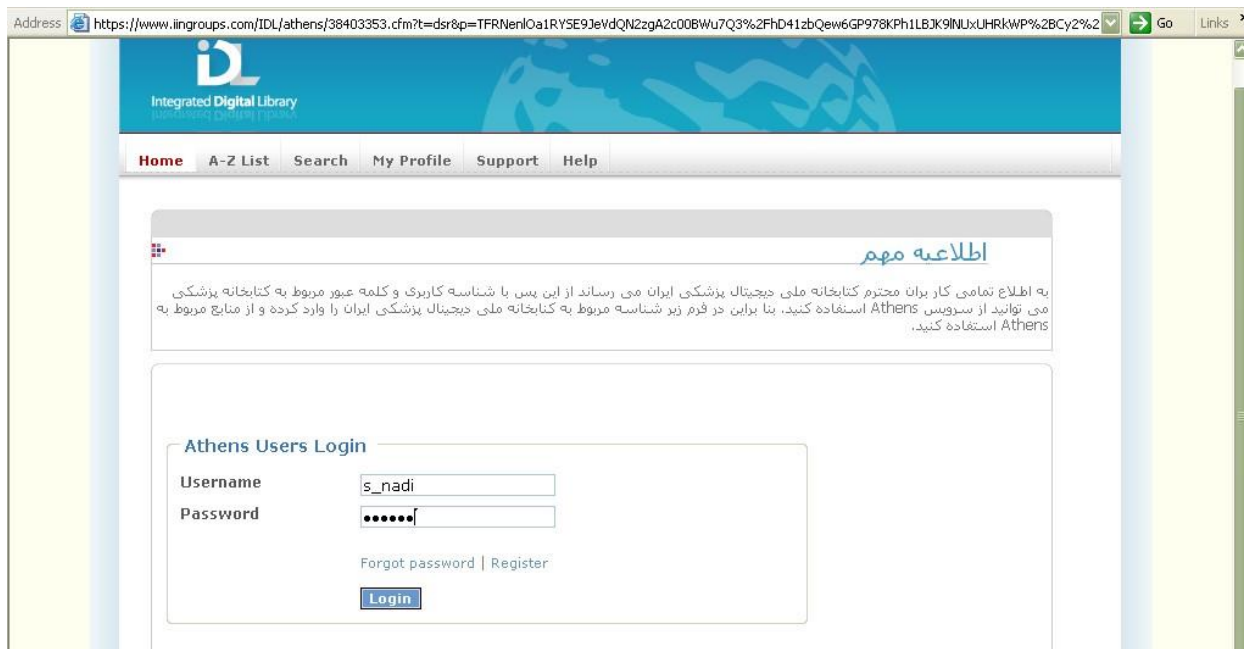 Address https://www.iingroups.com/IDL/athens/38403353.cfm?t=dsr&p=TFRNenlOa1RYSE9JeVdQN2zgA2c00BWu7Q3%2FhD41zbQew6GP978KPh1LBJK9lNUxUHRkWP%2BCy2%2 Go Links
iDL
Integrated Digital Library
Home A-Z List Search My Profile Support Help
اطلاعیه مهم
به اطلاع تمامی کار بران محترم کتابخانه ملی دیجیتال پزشکی ایران می رساند از این پس با شناسه کاربری و کلمه عبور مربوط به کتابخانه پزشکی
می توانید از سرویس Athens استفاده کنید، بنا براین در فرم زیر شناسه مربوط به کتابخانه ملی دیجیتال پزشکی ایران را وارد کرده و از منابع مربوط به
Athens استفاده کنید.
Athens Users Login
Username s_nadi
Password ••••••
Forgot password | Register
Login